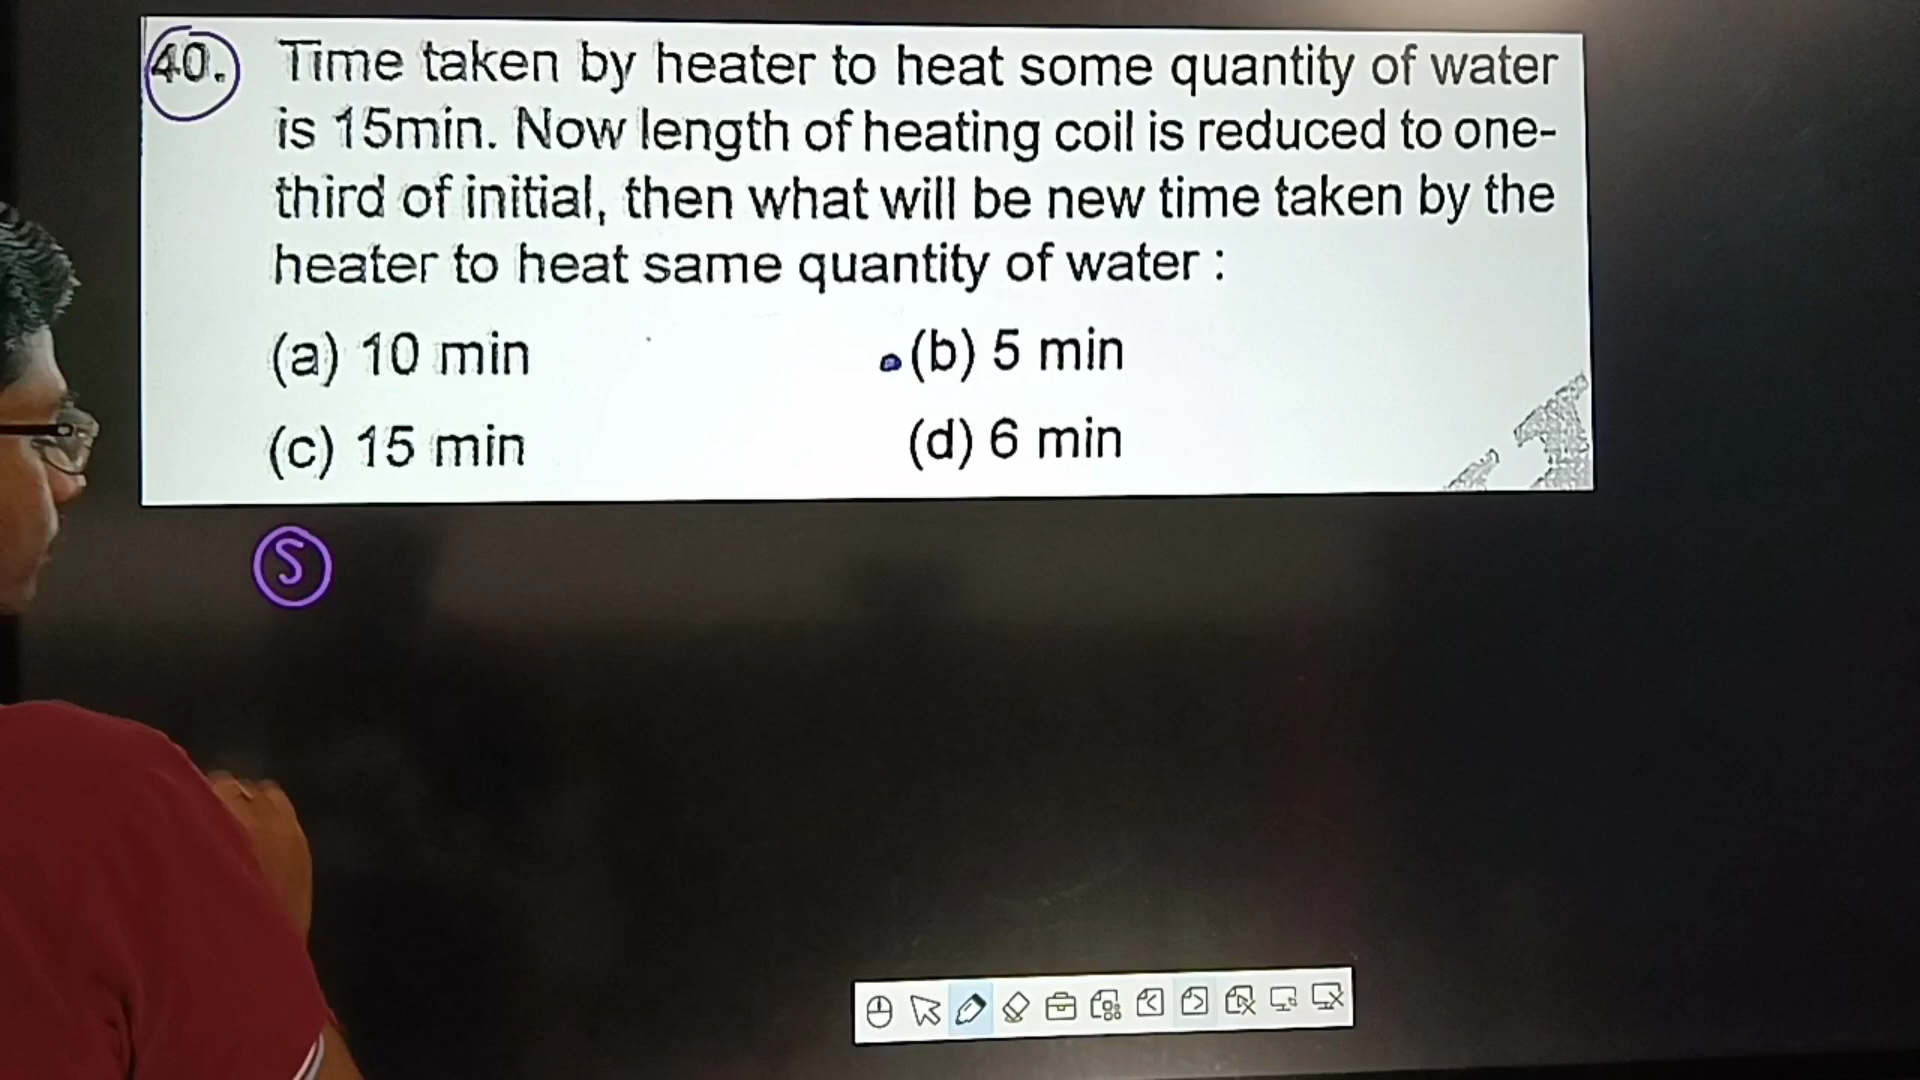 40. Time taken by heater to heat some quantity of water
is 15min. Now length of heating coil is reduced to one-
third of initial, then what will be new time taken by the
heater to heat same quantity of water :
(a) 10 min (b) 5 min
(c) 15 min (d) 6 min
S